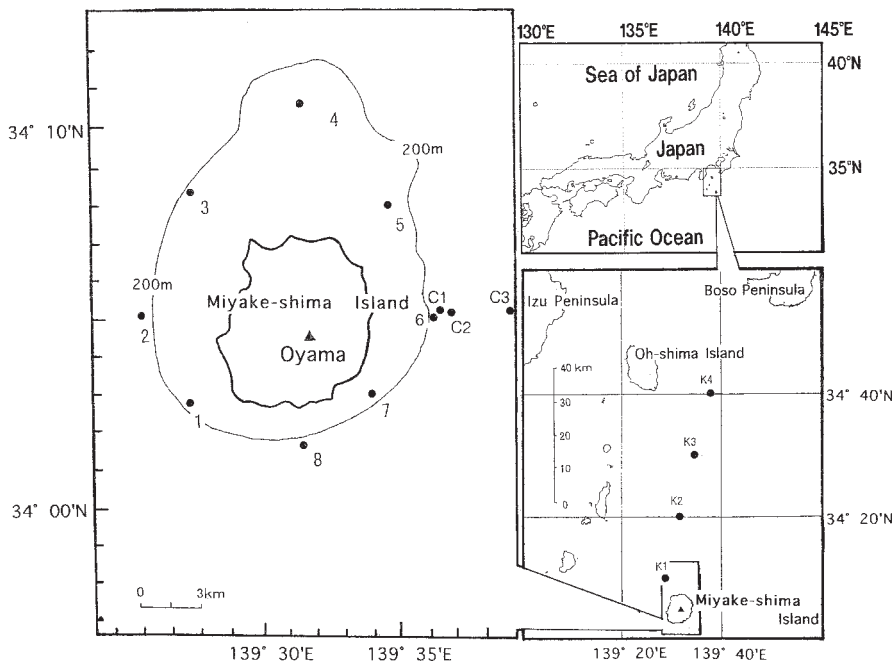 34° 10'N
34° 00'N
139° 30'E
139° 35'E
200m
200m
1
2
3
4
5
6
7
8
C1
C2
C3
Miyake-shima Island
Oyama
0 3km
130°E
135°E
140°E
145°E
40°N
35°N
Sea of Japan
Japan
Pacific Ocean
Izu Peninsula
Boso Peninsula
Oh-shima Island
40 km
30
20
10
0
K4
K3
K2
K1
34° 40'N
34° 20'N
Miyake-shima
Island
139° 20'E
139° 40'E